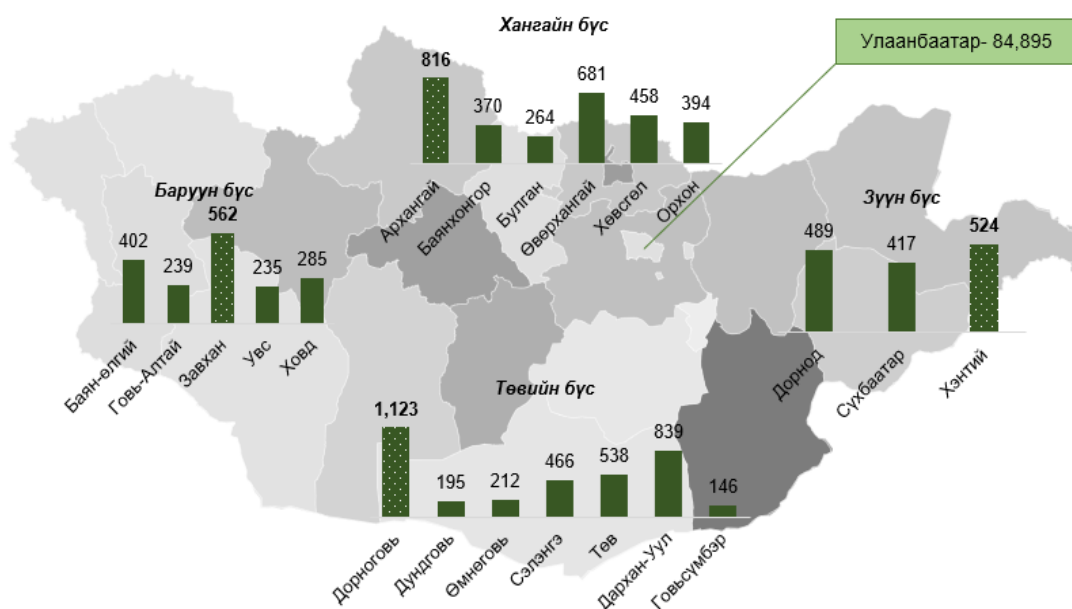 Хангайн бүс
Улаанбаатар- 84,895
816
370
264
681
458
394
Архангай
Баянхонгор
Булган
Өвөрхангай
Хөвсгөл
Орхон
Баруун бүс
402
239
562
235
285
Баян-өлгий
Говь-Алтай
Завхан
Увс
Ховд
Зүүн бүс
489
417
524
Дорнод
Сүхбаатар
Хэнтий
Төвийн бүс
1,123
195
212
466
538
839
146
Дорноговь
Дундговь
Өмнөговь
Сэлэнгэ
Төв
Дархан-Уул
Говьсүмбэр